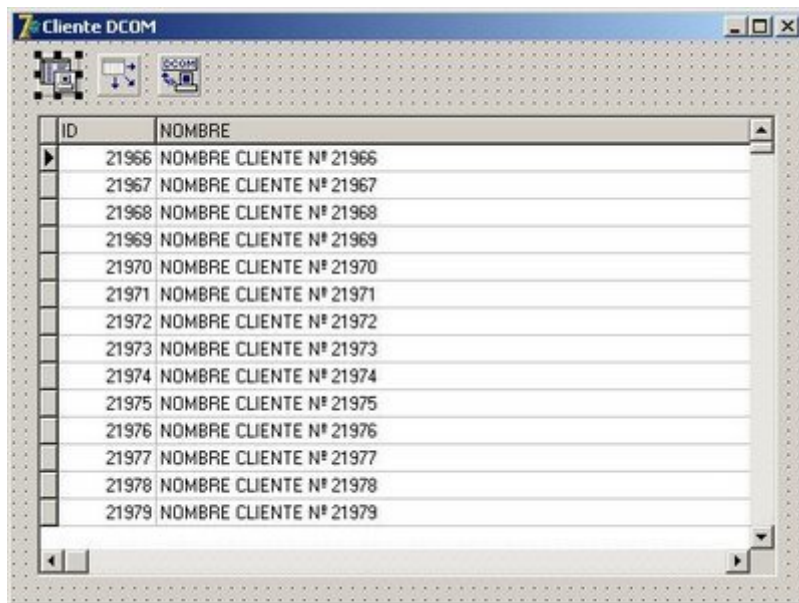 7 Cliente DCOM
DCOM
ID NOMBRE
21966 NOMBRE CLIENTE Nº 21966
21967 NOMBRE CLIENTE Nº 21967
21968 NOMBRE CLIENTE Nº 21968
21969 NOMBRE CLIENTE Nº 21969
21970 NOMBRE CLIENTE Nº 21970
21971 NOMBRE CLIENTE Nº 21971
21972 NOMBRE CLIENTE Nº 21972
21973 NOMBRE CLIENTE Nº 21973
21974 NOMBRE CLIENTE Nº 21974
21975 NOMBRE CLIENTE Nº 21975
21976 NOMBRE CLIENTE Nº 21976
21977 NOMBRE CLIENTE Nº 21977
21978 NOMBRE CLIENTE Nº 21978
21979 NOMBRE CLIENTE Nº 21979